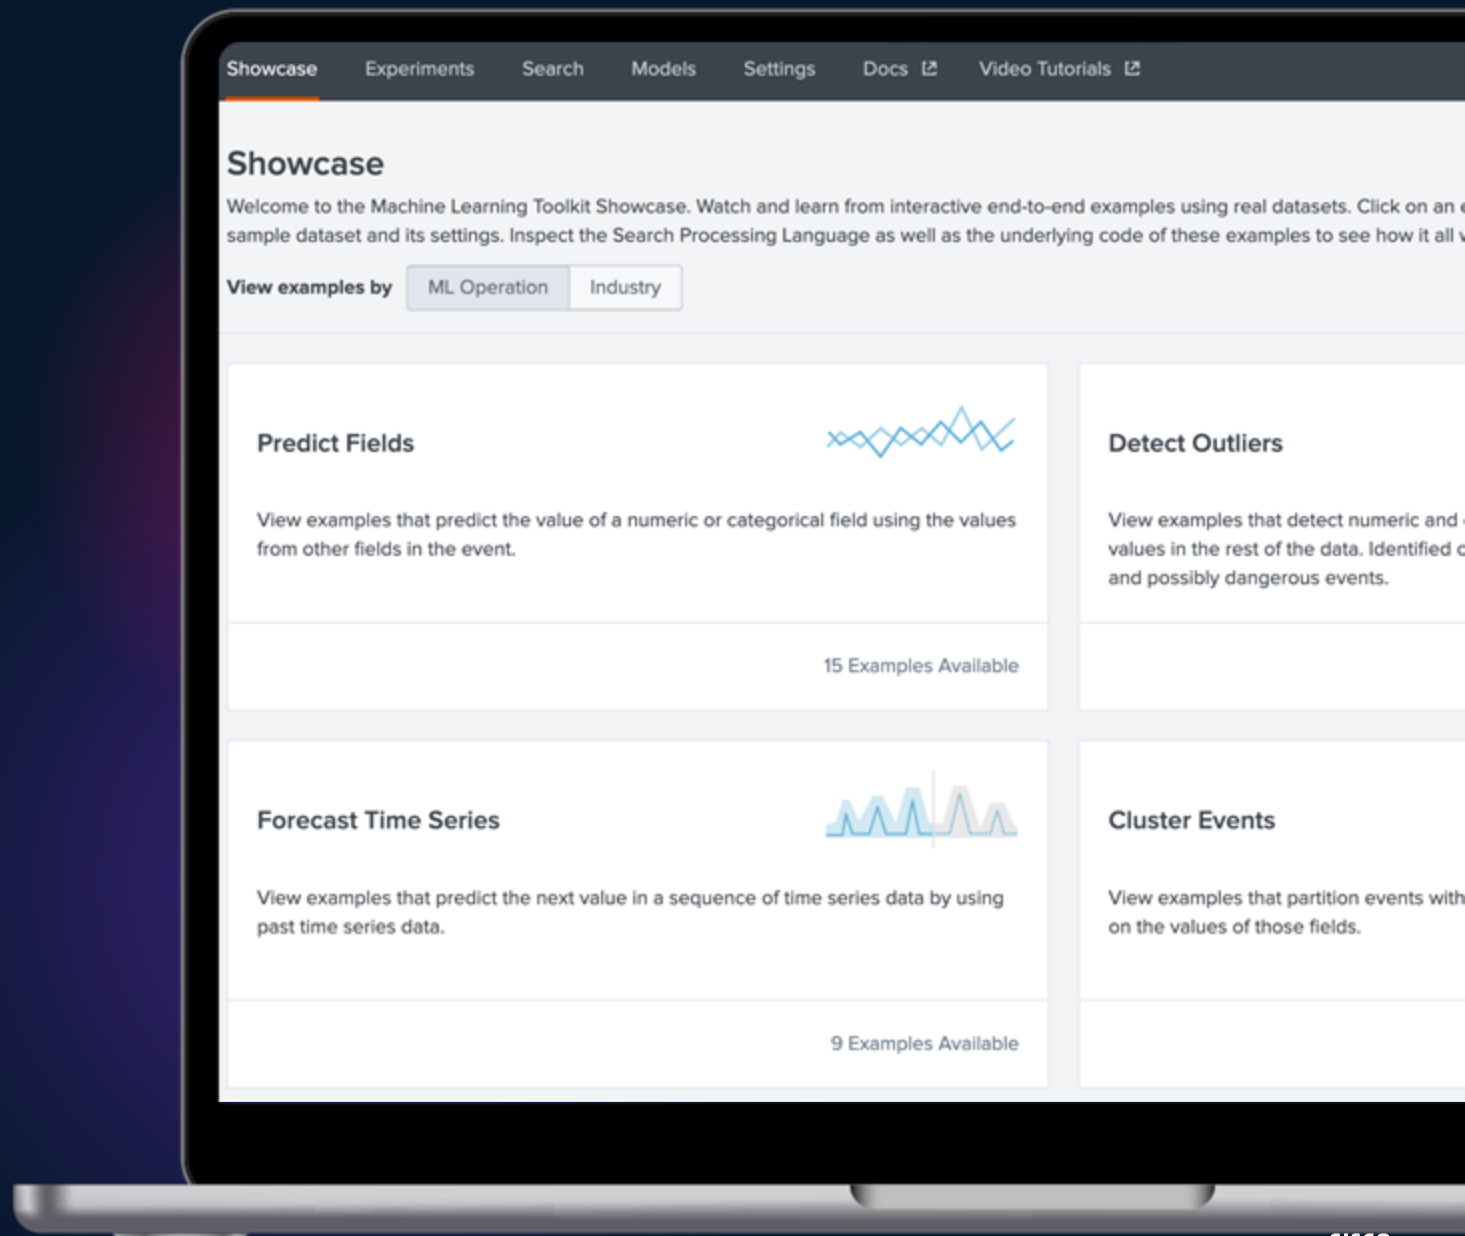 Showcase Experiments Search Models Settings Docs Video Tutorials
Showcase
Welcome to the Machine Learning Toolkit Showcase. Watch and learn from interactive end-to-end examples using real datasets. Click on an
sample dataset and its settings. Inspect the Search Processing Language as well as the underlying code of these examples to see how it all
View examples by ML Operation Industry
Predict Fields
View examples that predict the value of a numeric or categorical field using the values
from other fields in the event.
15 Examples Available
Detect Outliers
View examples that detect numeric and
values in the rest of the data. Identified
and possibly dangerous events.
Forecast Time Series
View examples that predict the next value in a sequence of time series data by using
past time series data.
9 Examples Available
Cluster Events
View examples that partition events with
on the values of those fields.